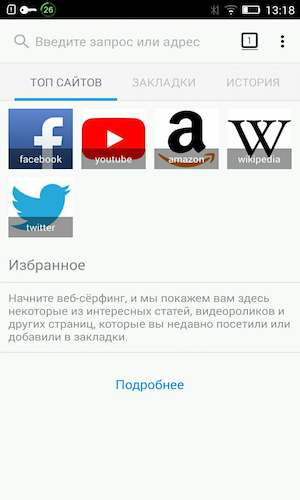 26 13:18
Введите запрос или адрес 1
ТОП САЙТОВ ЗАКЛАДКИ ИСТОРИЯ
facebook youtube amazon wikipedia
twitter
Избранное
Начните веб-сёрфинг, и мы покажем вам здесь
некоторые из интересных статей, видеороликов и
других страниц, которые вы недавно посетили или
добавили в закладки.
Подробнее